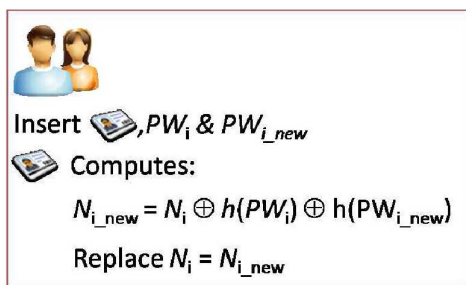 Insert ,PWi & PWi_new
Computes:
Ni_new = Ni ⊕ h(PWi) ⊕ h(PWi_new)
Replace Ni = Ni_new